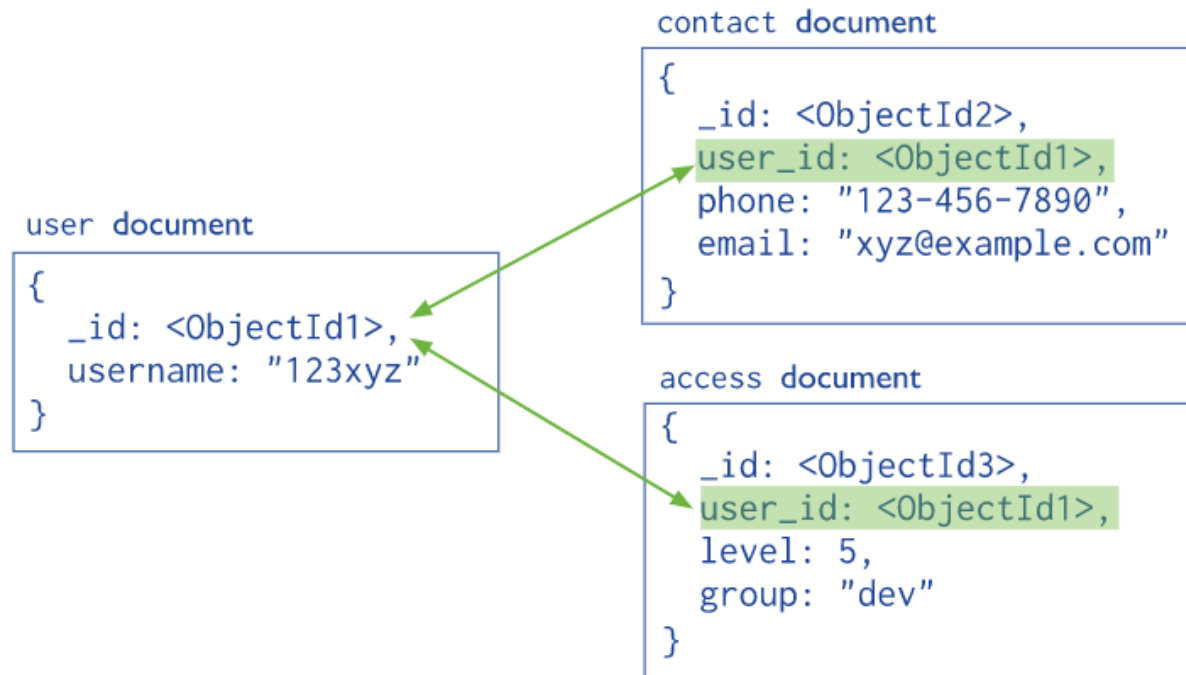 user document
{
_id: <ObjectId1>,
username: "123xyz"
}
contact document
{
_id: <ObjectId2>,
user_id: <ObjectId1>,
phone: "123-456-7890",
email: "xyz@example.com"
}
access document
{
_id: <ObjectId3>,
user_id: <ObjectId1>,
level: 5,
group: "dev"
}